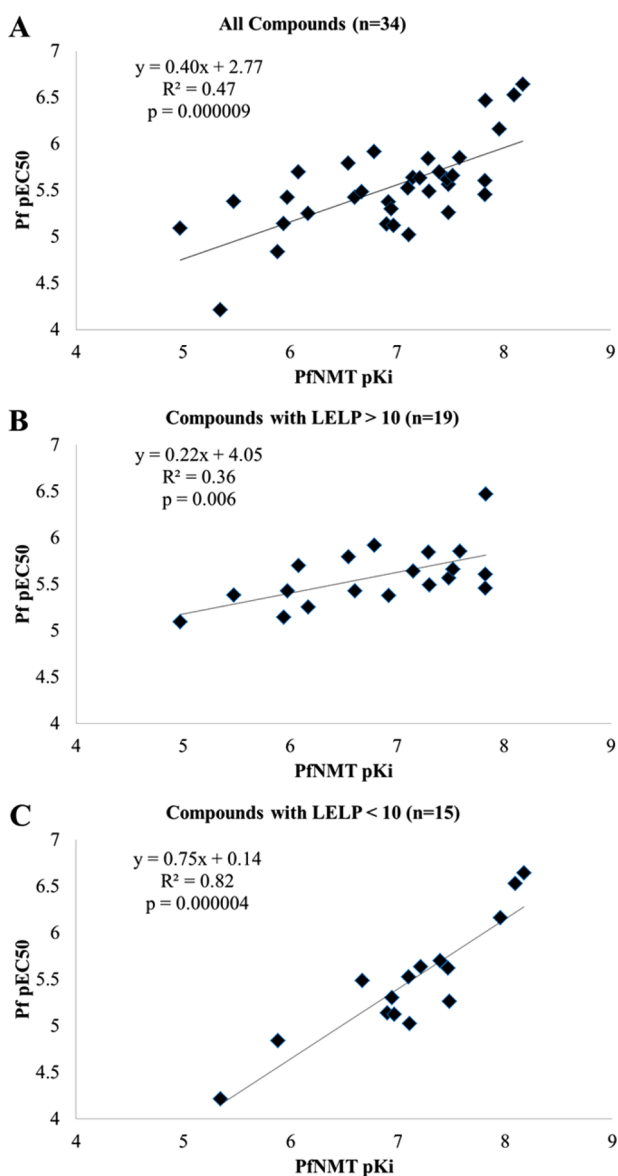 A
All Compounds (n=34)
7
6.5
6
5.5
5
4.5
4
y = 0.40x + 2.77
R² = 0.47
p = 0.000009
Pf pEC50
4 5 6 7 8 9
PfNMT pKi
B
Compounds with LELP > 10 (n=19)
7
6.5
6
5.5
5
4.5
4
y = 0.22x + 4.05
R² = 0.36
p = 0.006
Pf pEC50
4 5 6 7 8 9
PfNMT pKi
C
Compounds with LELP < 10 (n=15)
7
6.5
6
5.5
5
4.5
4
y = 0.75x + 0.14
R² = 0.82
p = 0.000004
Pf pEC50
4 5 6 7 8 9
PfNMT pKi